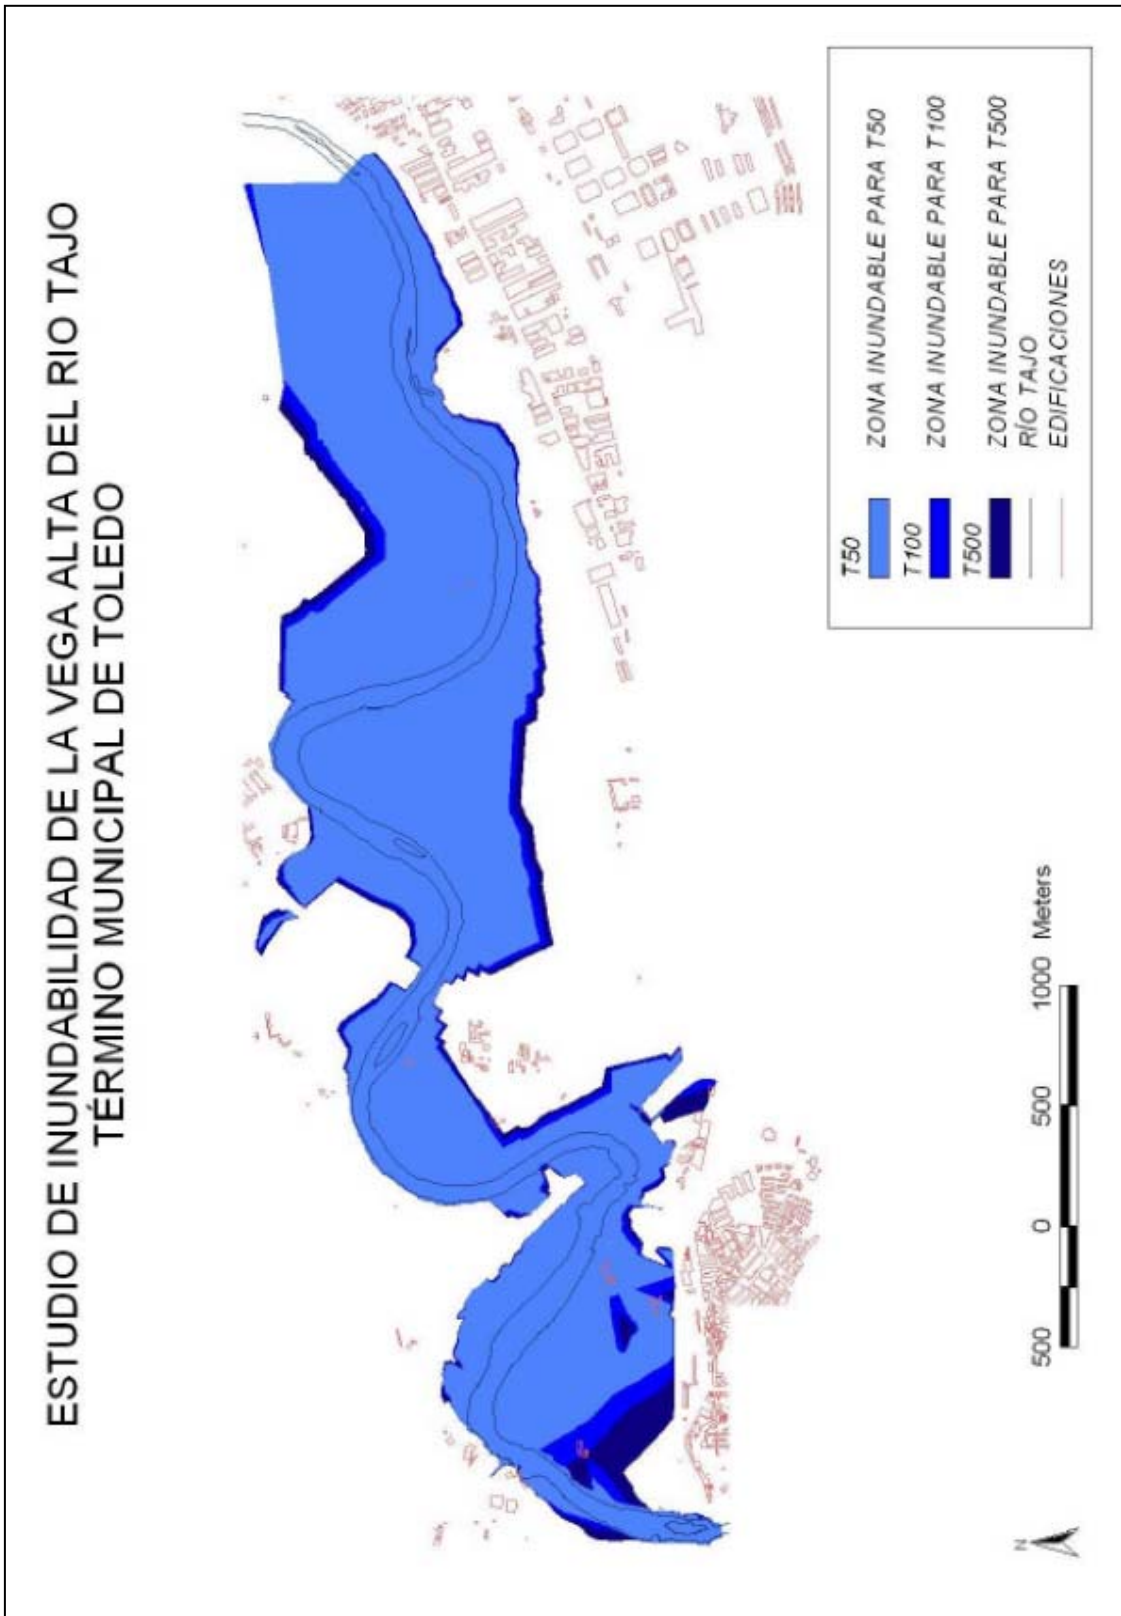 ESTUDIO DE INUNDABILIDAD DE LA VEGA ALTA DEL RIO TAJO
TÉRMINO MUNICIPAL DE TOLEDO
T50
ZONA INUNDABLE PARA T50
T100
ZONA INUNDABLE PARA T100
T500
ZONA INUNDABLE PARA T500
RÍO TAJO
EDIFICACIONES
N
500 0 500 1000 Meters